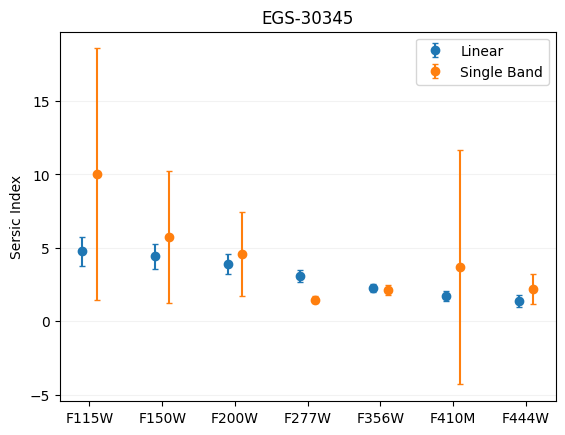 EGS-30345
Linear
Single Band
Sersic Index
15
10
5
0
−5
F115W F150W F200W F277W F356W F410M F444W